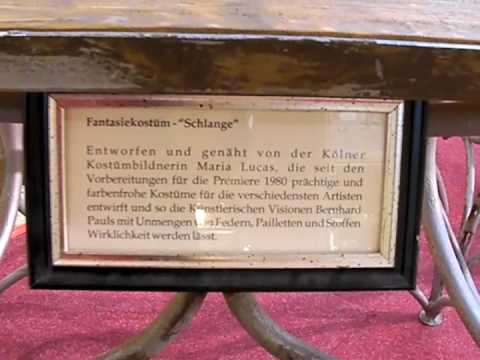 Fantasiekostüm - "Schlange"
Entworfen und genäht von der Kölner
Kostümbildnerin Maria Lucas, die seit den
Vorbereitungen für die Premiere 1980 prächtige und
farbenfrohe Kostüme für die verschiedensten Artisten
entwirft und so die Künstlerischen Visionen Bernhard
Pauls mit Unmengen von Federn, Pailletten und Stoffen
Wirklichkeit werden lässt.